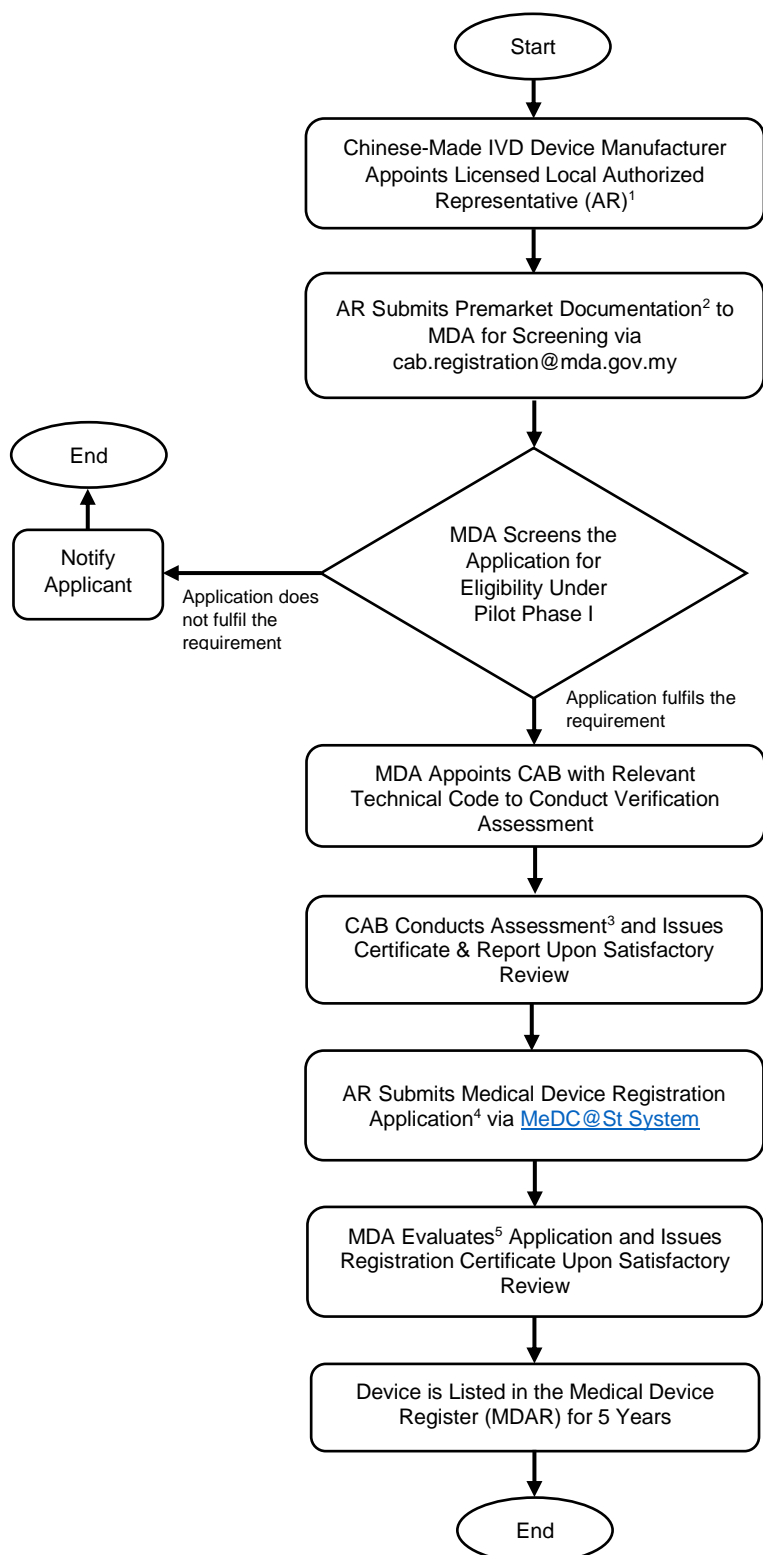 Start
Chinese-Made IVD Device Manufacturer
Appoints Licensed Local Authorized
Representative (AR)¹
AR Submits Premarket Documentation² to
MDA for Screening via
cab.registration@mda.gov.my
End
Notify
Applicant
Application does
not fulfil the
requirement
MDA Screens the
Application for
Eligibility Under
Pilot Phase I
Application fulfils the
requirement
MDA Appoints CAB with Relevant
Technical Code to Conduct Verification
Assessment
CAB Conducts Assessment³ and Issues
Certificate & Report Upon Satisfactory
Review
AR Submits Medical Device Registration
Application⁴ via MeDC@St System
MDA Evaluates⁵ Application and Issues
Registration Certificate Upon Satisfactory
Review
Device is Listed in the Medical Device
Register (MDAR) for 5 Years
End